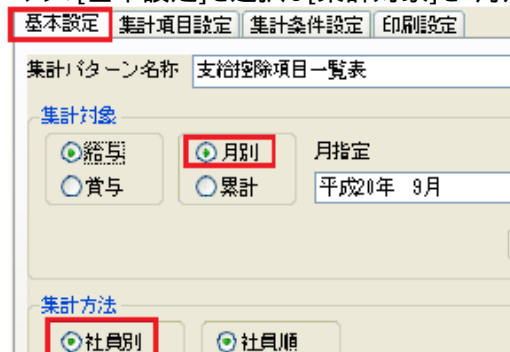 基本設定 集計項目設定 集計条件設定 印刷設定
集計パターン名称 支給控除項目一覧表
集計対象
給与 月別 月指定
賞与 累計 平成20年 9月
集計方法
社員別 社員順